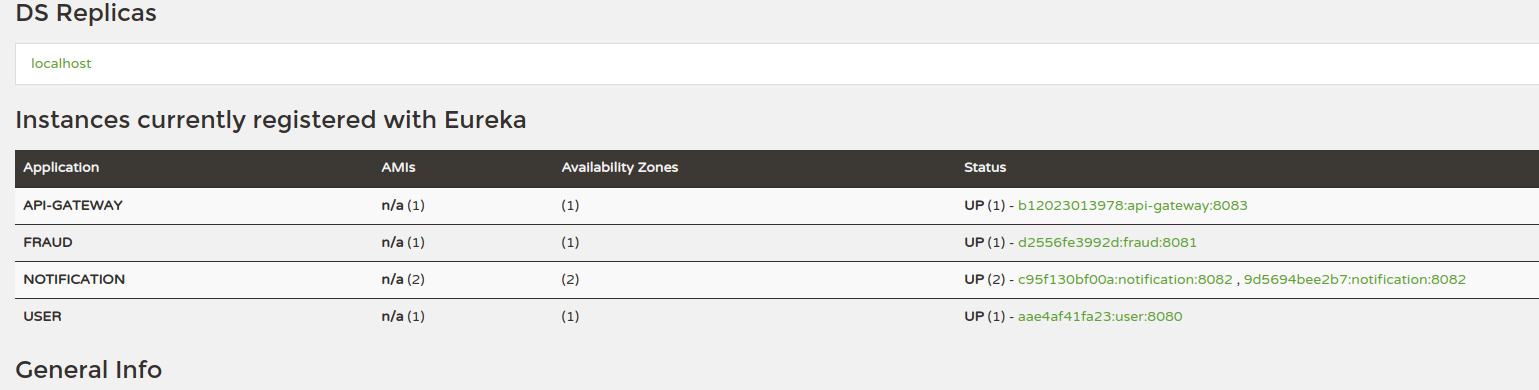 DS Replicas
localhost
Instances currently registered with Eureka
Application AMIs Availability Zones Status
API-GATEWAY n/a (1) (1) UP (1) - b12023013978:api-gateway:8083
FRAUD n/a (1) (1) UP (1) - d2556fe3992d:fraud:8081
NOTIFICATION n/a (2) (2) UP (2) - c95f130bf00a:notification:8082 , 9d5694bee2b7:notification:8082
USER n/a (1) (1) UP (1) - aae4af41fa23:user:8080
General Info